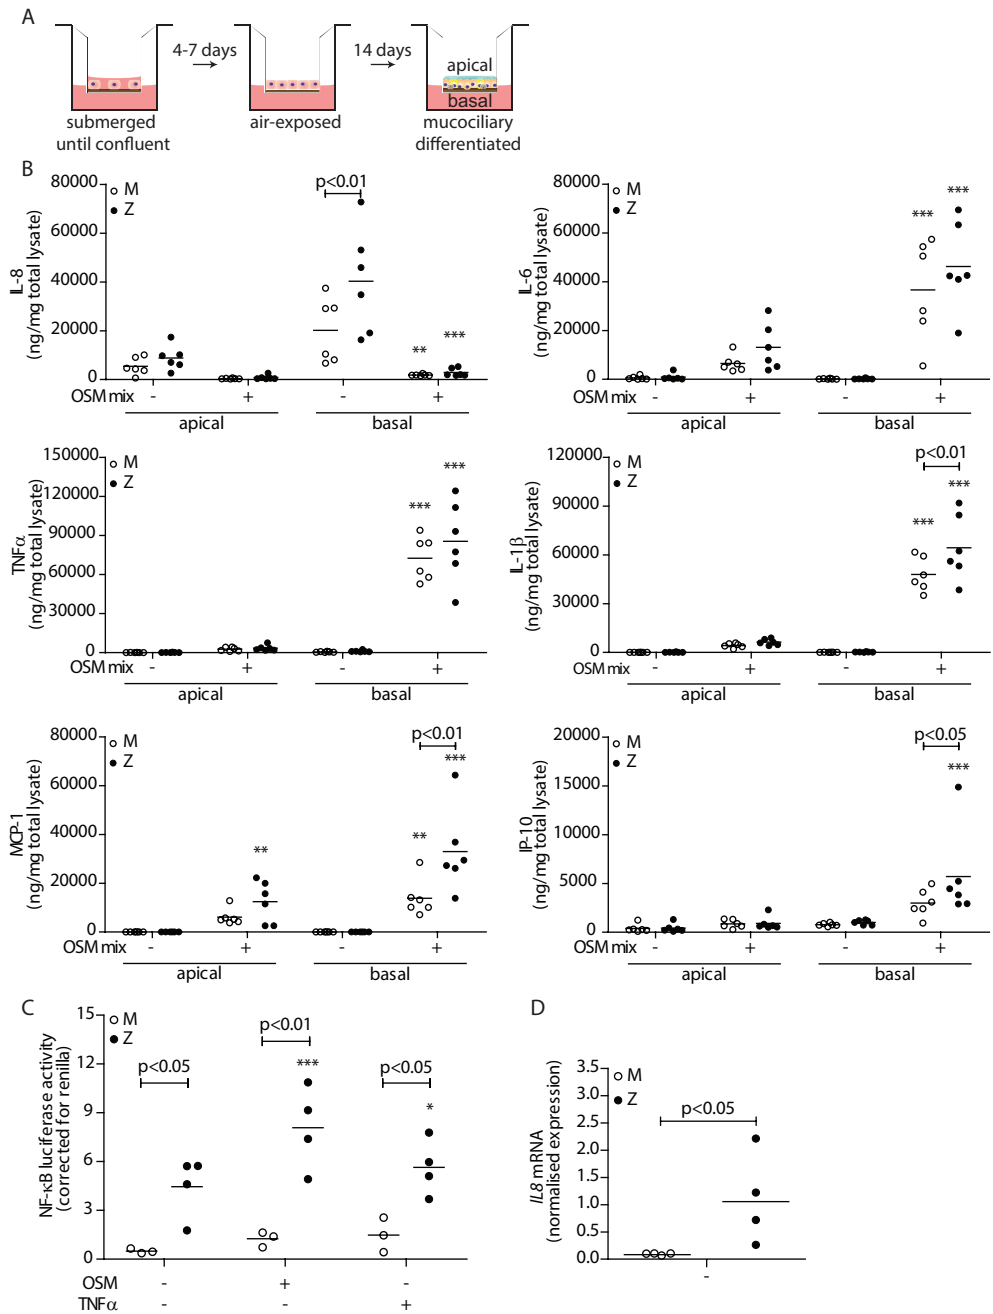 A
4-7 days
14 days
apical
basal
submerged
until confluent
air-exposed
mucociliary
differentiated
B
80000
60000
40000
20000
0
IL-8
(ng/mg total lysate)
M
Z
p<0.01
**
***
OSM mix
-
+
-
+
apical
basal
80000
60000
40000
20000
0
IL-6
(ng/mg total lysate)
M
Z
***
***
-
+
-
+
apical
basal
150000
120000
90000
60000
30000
0
TNFα
(ng/mg total lysate)
M
Z
***
***
OSM mix
-
+
-
+
apical
basal
120000
90000
60000
30000
0
IL-1β
(ng/mg total lysate)
M
Z
p<0.01
***
***
OSM mix
-
+
-
+
apical
basal
80000
60000
40000
20000
0
MCP-1
(ng/mg total lysate)
M
Z
**
p<0.01
**
***
OSM mix
-
+
-
+
apical
basal
20000
15000
10000
5000
0
IP-10
(ng/mg total lysate)
M
Z
p<0.05
***
OSM mix
-
+
-
+
apical
basal
C
15
12
9
6
3
0
NF-κB luciferase activity
(corrected for renilla)
M
Z
p<0.05
p<0.01
***
p<0.05
*
OSM
-
+
-
TNFα
-
-
+
D
3.5
3.0
2.5
2.0
1.5
1.0
0.5
0.0
IL8 mRNA
(normalised expression)
M
Z
p<0.05
-